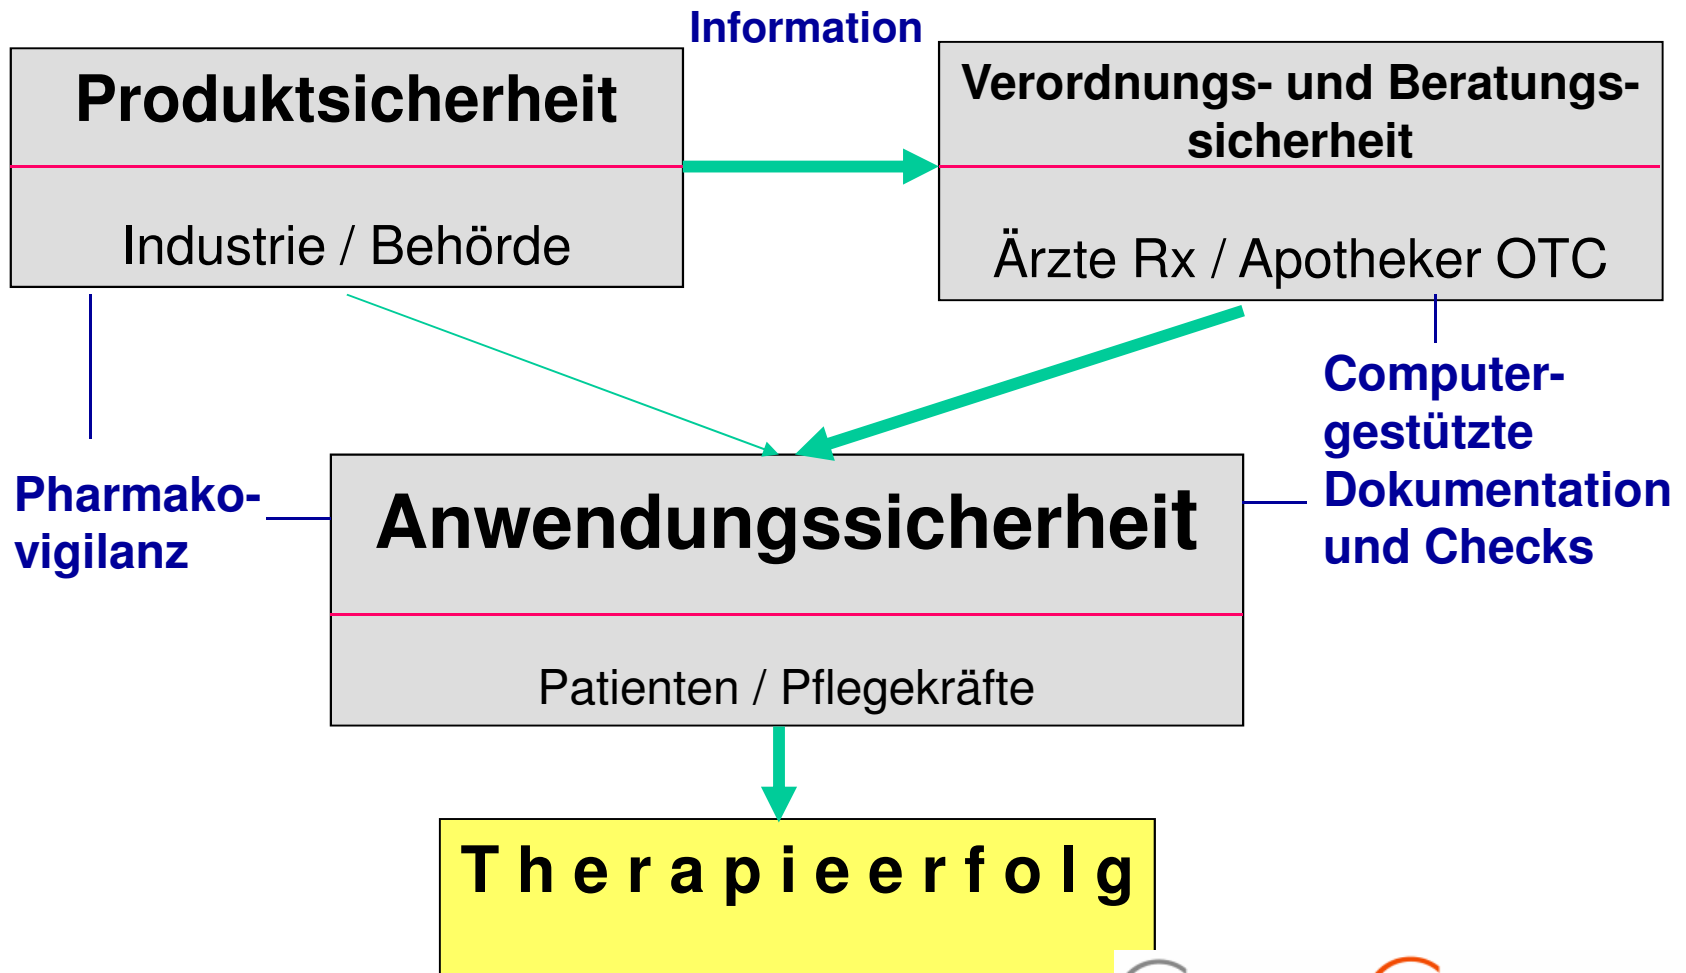 Information
Produktsicherheit
Industrie / Behörde
Verordnungs- und Beratungs-
sicherheit
Ärzte Rx / Apotheker OTC
Pharmako-
vigilanz
Computer-
gestützte
Dokumentation
und Checks
Anwendungssicherheit
Patienten / Pflegekräfte
T h e r a p i e e r f o l g